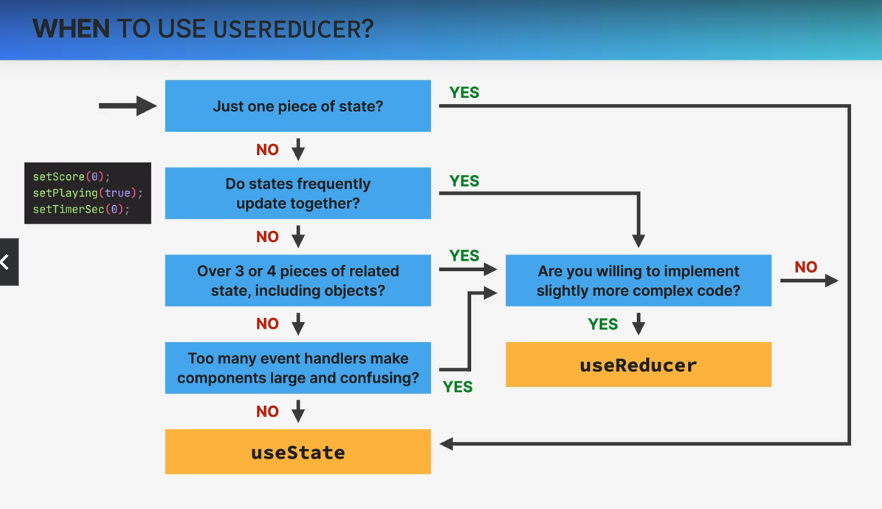 WHEN TO USE USEREDUCER?
Just one piece of state?
YES
NO
setScore(0);
setPlaying(true);
setTimerSec(0);
Do states frequently
update together?
YES
NO
Over 3 or 4 pieces of related
state, including objects?
YES
Are you willing to implement
slightly more complex code?
NO
NO
YES
Too many event handlers make
components large and confusing?
YES
useReducer
NO
useState